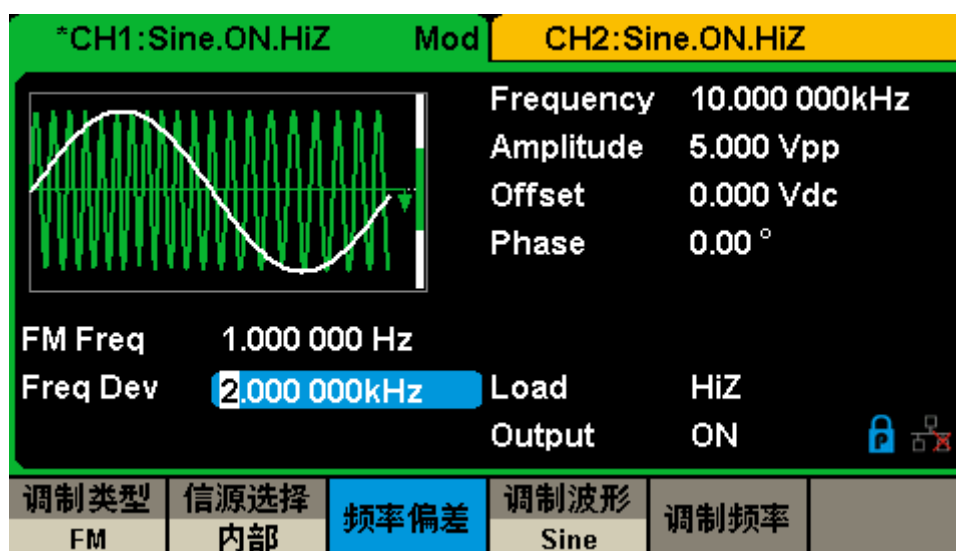 *CH1:Sine.ON.HiZ Mod CH2:Sine.ON.HiZ
Frequency 10.000 000kHz
Amplitude 5.000 Vpp
Offset 0.000 Vdc
Phase 0.00 °
FM Freq 1.000 000 Hz
Freq Dev 2.000 000kHz Load HiZ
Output ON P
调制类型 信源选择 频率偏差 调制波形 调制频率
FM 内部 Sine